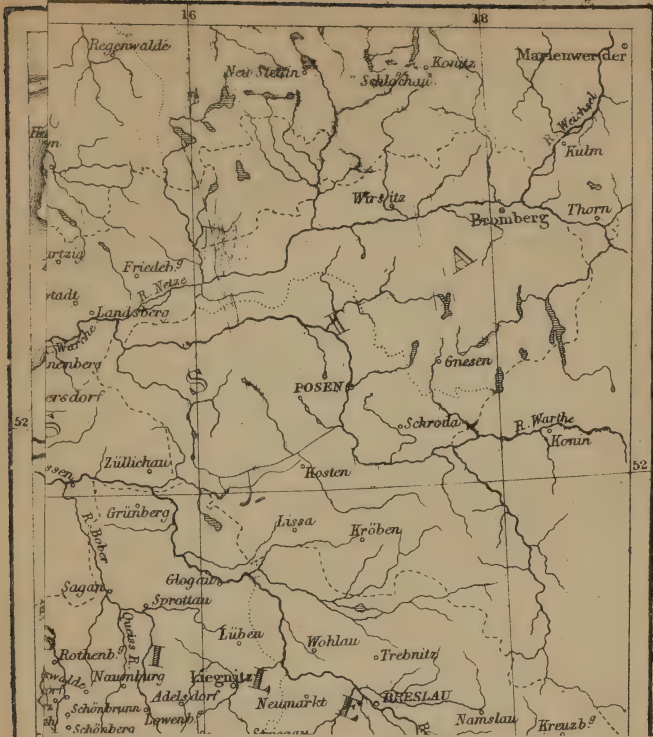 16
18
Regenwalde
Neu Stettin
Schlochau
Konitz
Marienwerder
R. Weichsel
Kulm
Wirsitz
Bromberg
Thorn
A
Friedeb.g
R. Netze
Landsberg
Warthe
S
POSEN
Gnesen
52
Schroda
R. Warthe
Konin
52
Züllichau
Kosten
Grünberg
R. Bober
Lissa
Kröben
Glogau
Sagan
Sprottau
Queiss R.
Lüben
Wohlau
Trebnitz
Rothenb.g
I
Naumburg
Liegnitz
L
Schönbrunn
Adelsdorf
Neumarkt
E
BRESLAU
Schönberg
Lowenb.g
Namslau
Kreuzb.g